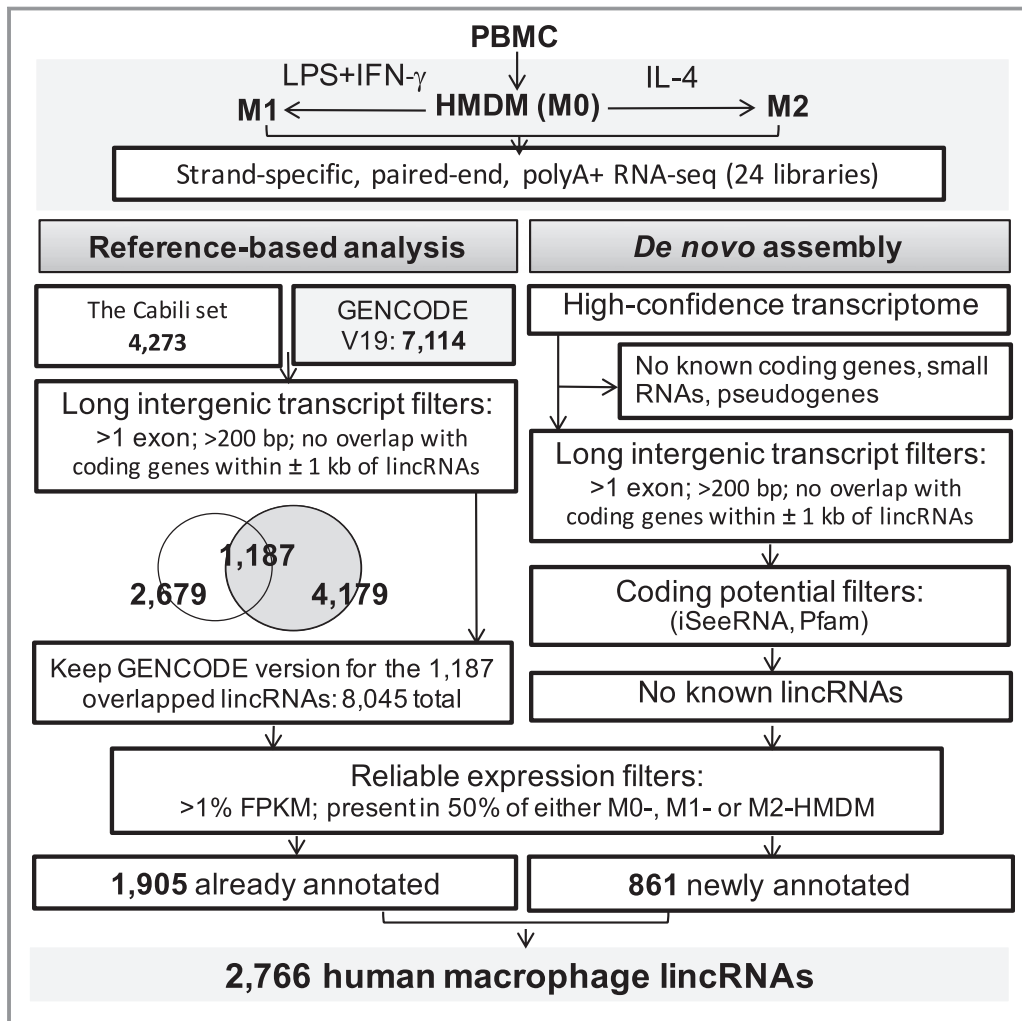 PBMC
LPS+IFN-γ
IL-4
M1
HMDM (M0)
M2
Strand-specific, paired-end, polyA+ RNA-seq (24 libraries)
Reference-based analysis
The Cabili set
4,273
GENCODE
V19: 7,114
Long intergenic transcript filters:
>1 exon; >200 bp; no overlap with
coding genes within ± 1 kb of lincRNAs
1,187
2,679
4,179
Keep GENCODE version for the 1,187
overlapped lincRNAs: 8,045 total
De novo assembly
High-confidence transcriptome
No known coding genes, small
RNAs, pseudogenes
Long intergenic transcript filters:
>1 exon; >200 bp; no overlap with
coding genes within ± 1 kb of lincRNAs
Coding potential filters:
(iSeeRNA, Pfam)
No known lincRNAs
Reliable expression filters:
>1% FPKM; present in 50% of either M0-, M1- or M2-HMDM
1,905 already annotated
861 newly annotated
2,766 human macrophage lincRNAs